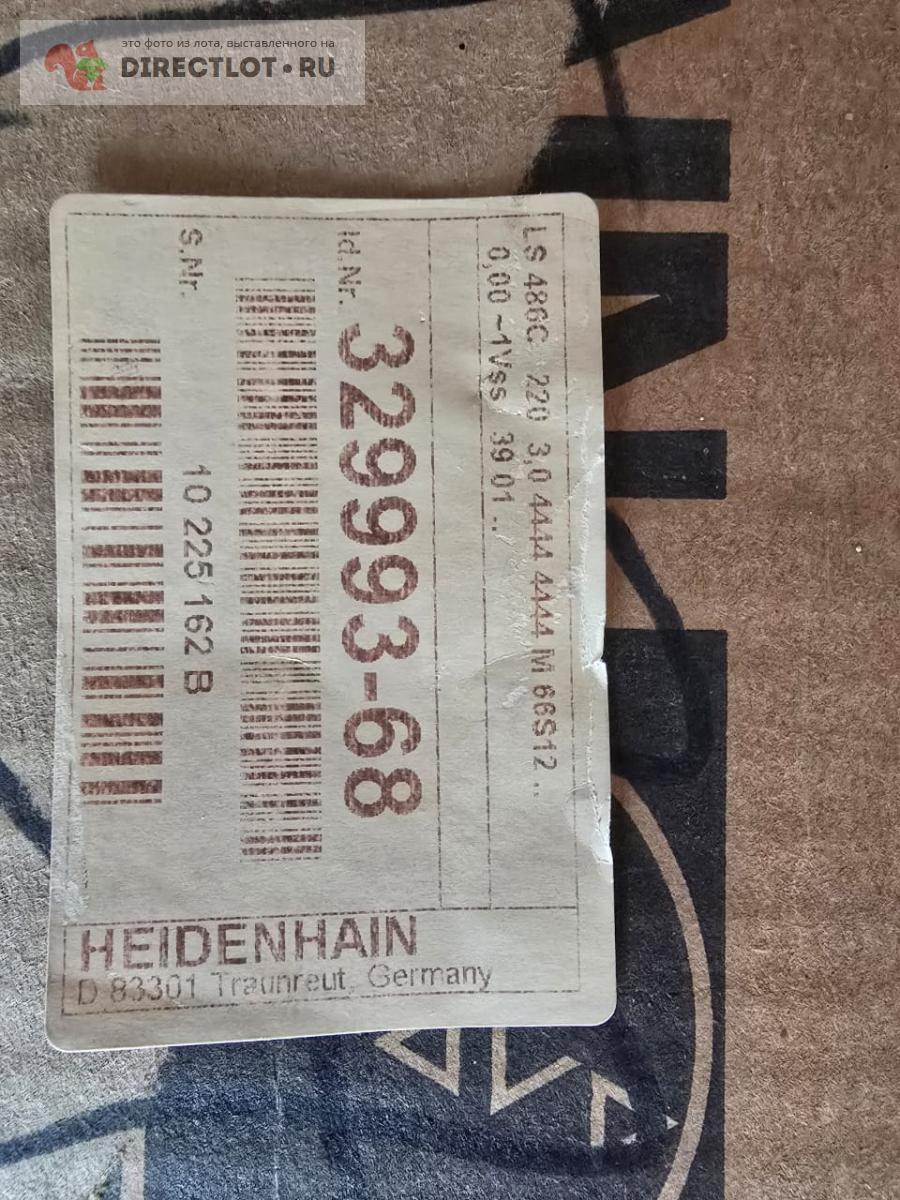 это фото из лота, выставленного на
DIRECTLOT.RU
LS 486C 220 3,0 4444 4444 M 66S12 ..
0,00 ~1Vss 39 01 ..
Id.Nr. 329993-68
S.Nr. 10 225 162 B
HEIDENHAIN
D 83301 Traunreut, Germany